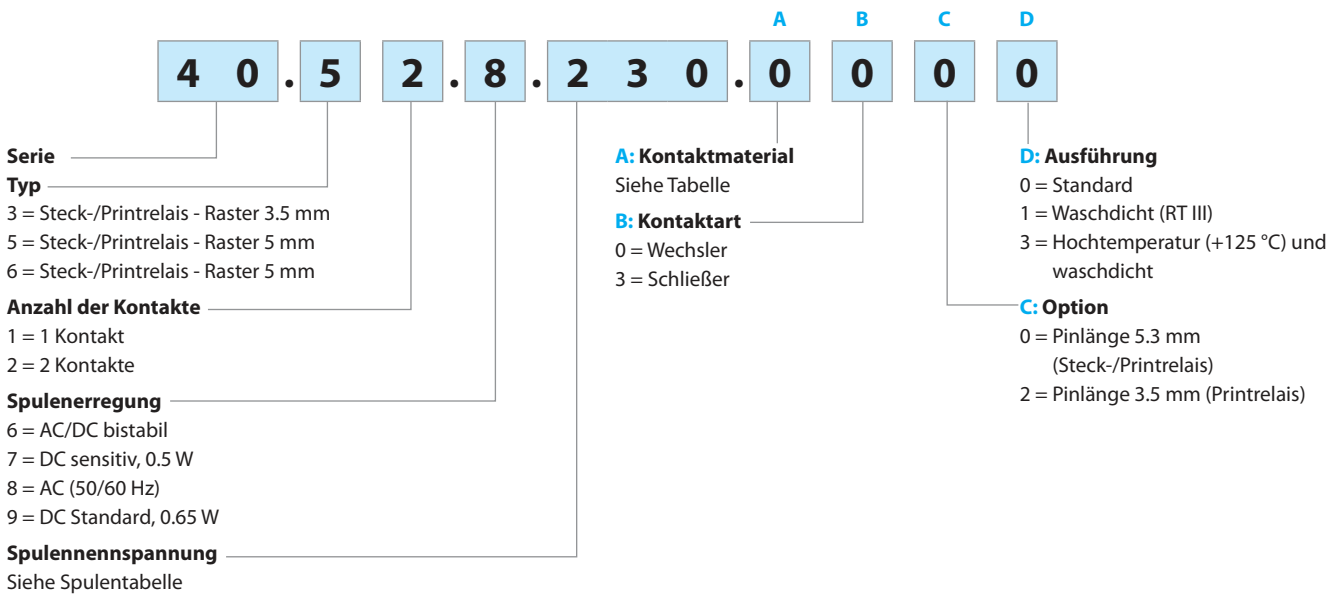 A B C D
4 0 . 5 2 . 8 . 2 3 0 . 0 0 0 0
Serie
Typ
3 = Steck-/Printrelais - Raster 3.5 mm
5 = Steck-/Printrelais - Raster 5 mm
6 = Steck-/Printrelais - Raster 5 mm
Anzahl der Kontakte
1 = 1 Kontakt
2 = 2 Kontakte
Spulenerregung
6 = AC/DC bistabil
7 = DC sensitiv, 0.5 W
8 = AC (50/60 Hz)
9 = DC Standard, 0.65 W
Spulennennspannung
Siehe Spulentabelle
A: Kontaktmaterial
Siehe Tabelle
B: Kontaktart
0 = Wechsler
3 = Schließer
D: Ausführung
0 = Standard
1 = Waschdicht (RT III)
3 = Hochtemperatur (+125 °C) und
waschdicht
C: Option
0 = Pinlänge 5.3 mm
(Steck-/Printrelais)
2 = Pinlänge 3.5 mm (Printrelais)